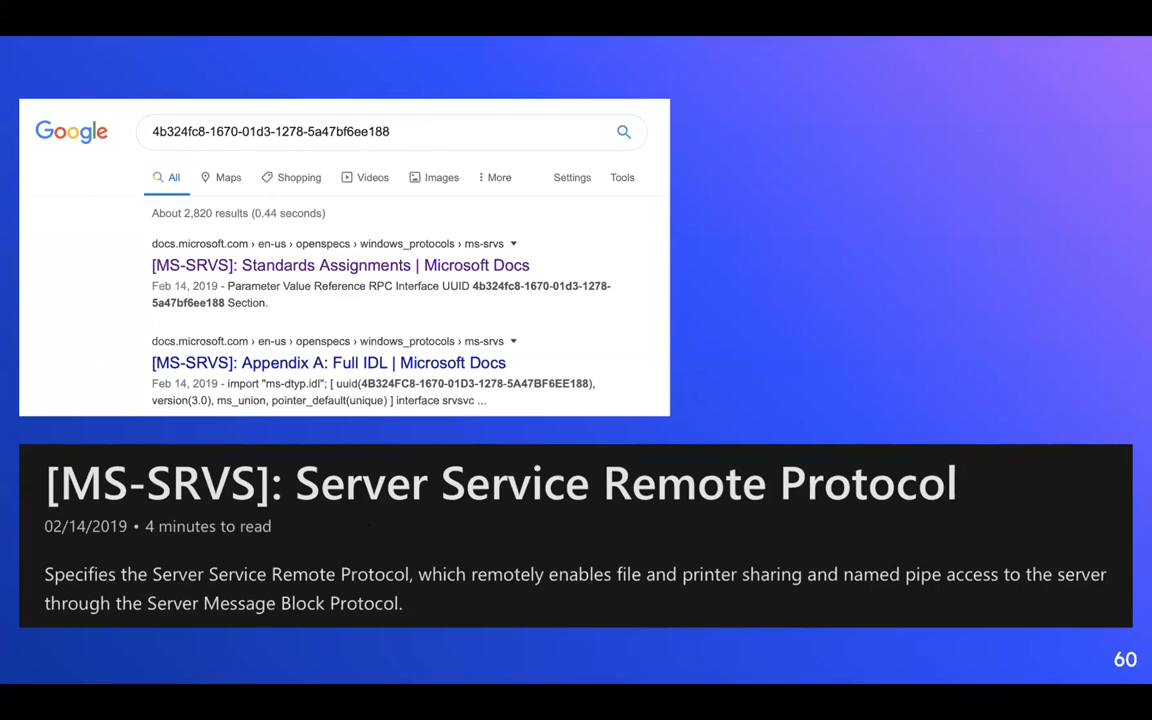 Google
4b324fc8-1670-01d3-1278-5a47bf6ee188
All Maps Shopping Videos Images More Settings Tools
About 2,820 results (0.44 seconds)
docs.microsoft.com › en-us › openspecs › windows_protocols › ms-srvs
[MS-SRVS]: Standards Assignments | Microsoft Docs
Feb 14, 2019 - Parameter Value Reference RPC Interface UUID 4b324fc8-1670-01d3-1278-
5a47bf6ee188 Section.
docs.microsoft.com › en-us › openspecs › windows_protocols › ms-srvs
[MS-SRVS]: Appendix A: Full IDL | Microsoft Docs
Feb 14, 2019 - import "ms-dtyp.idl"; [ uuid(4B324FC8-1670-01D3-1278-5A47BF6EE188),
version(3.0), ms_union, pointer_default(unique) ] interface srvsvc ...
[MS-SRVS]: Server Service Remote Protocol
02/14/2019 • 4 minutes to read
Specifies the Server Service Remote Protocol, which remotely enables file and printer sharing and named pipe access to the server
through the Server Message Block Protocol.
60